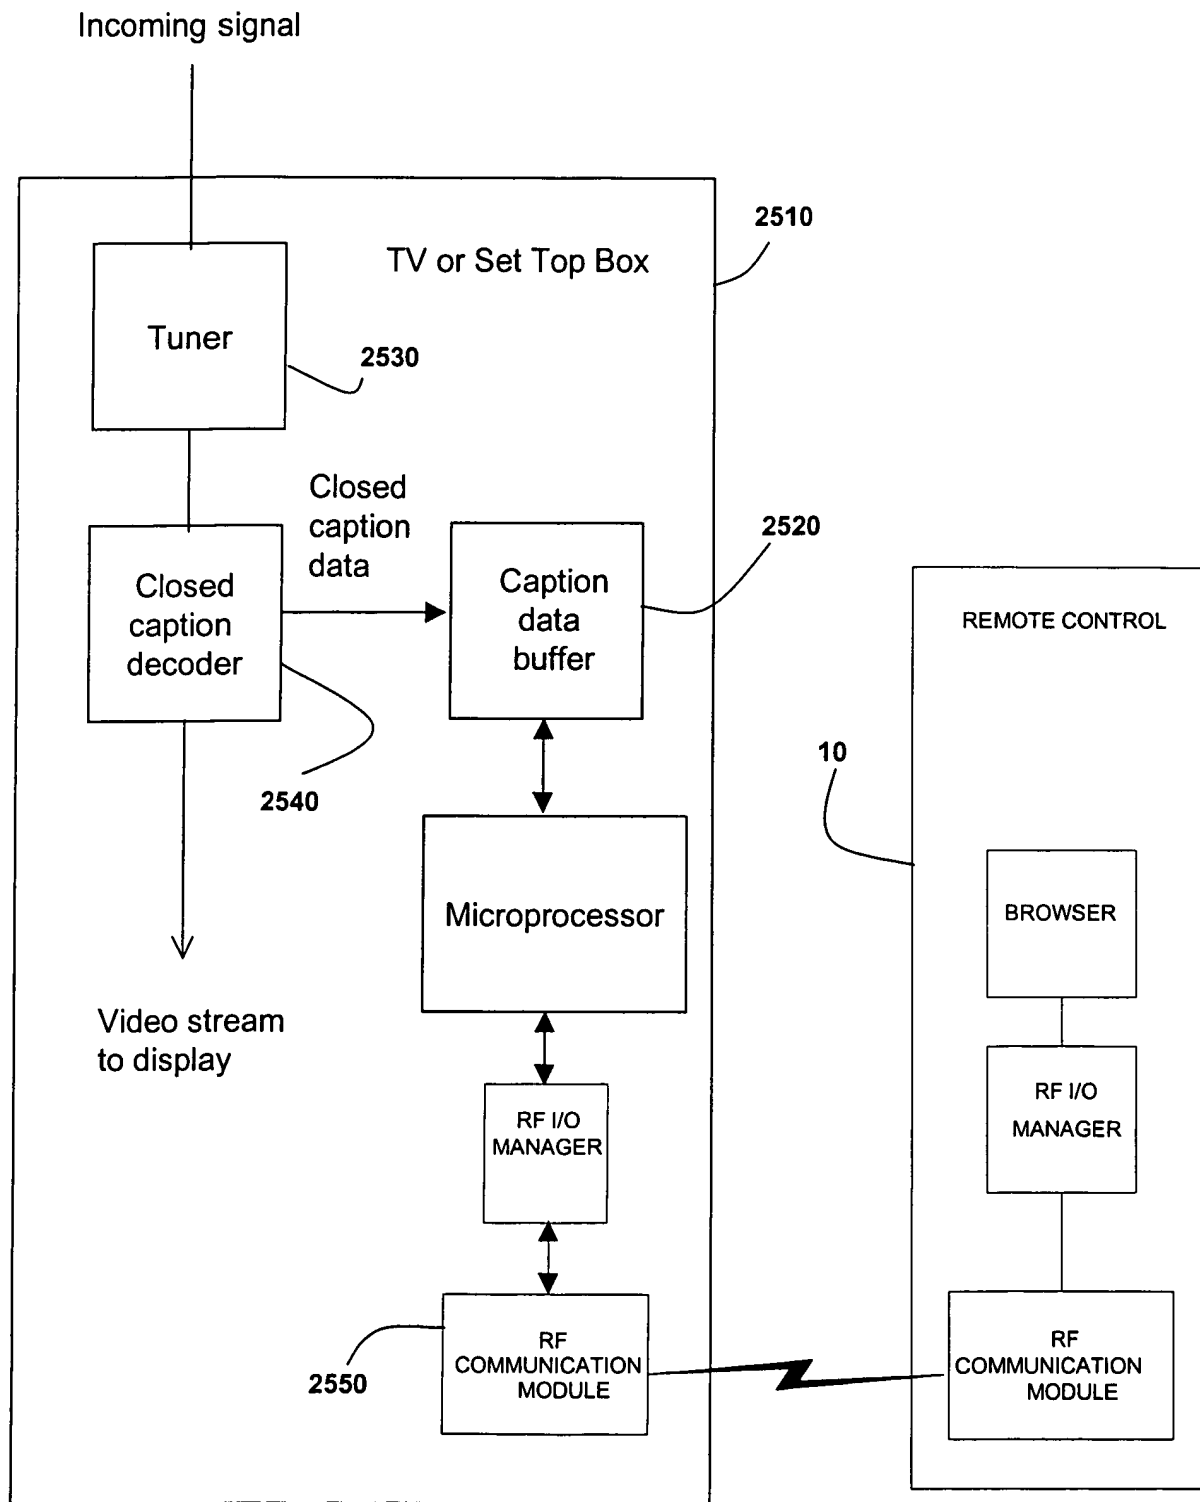 Incoming signal
2510
TV or Set Top Box
Tuner
2530
Closed
caption
data
2520
Closed
caption
decoder
Caption
data
buffer
REMOTE CONTROL
10
2540
BROWSER
Microprocessor
Video stream
to display
RF I/O
MANAGER
RF I/O
MANAGER
RF
COMMUNICATION
MODULE
2550
RF
COMMUNICATION
MODULE